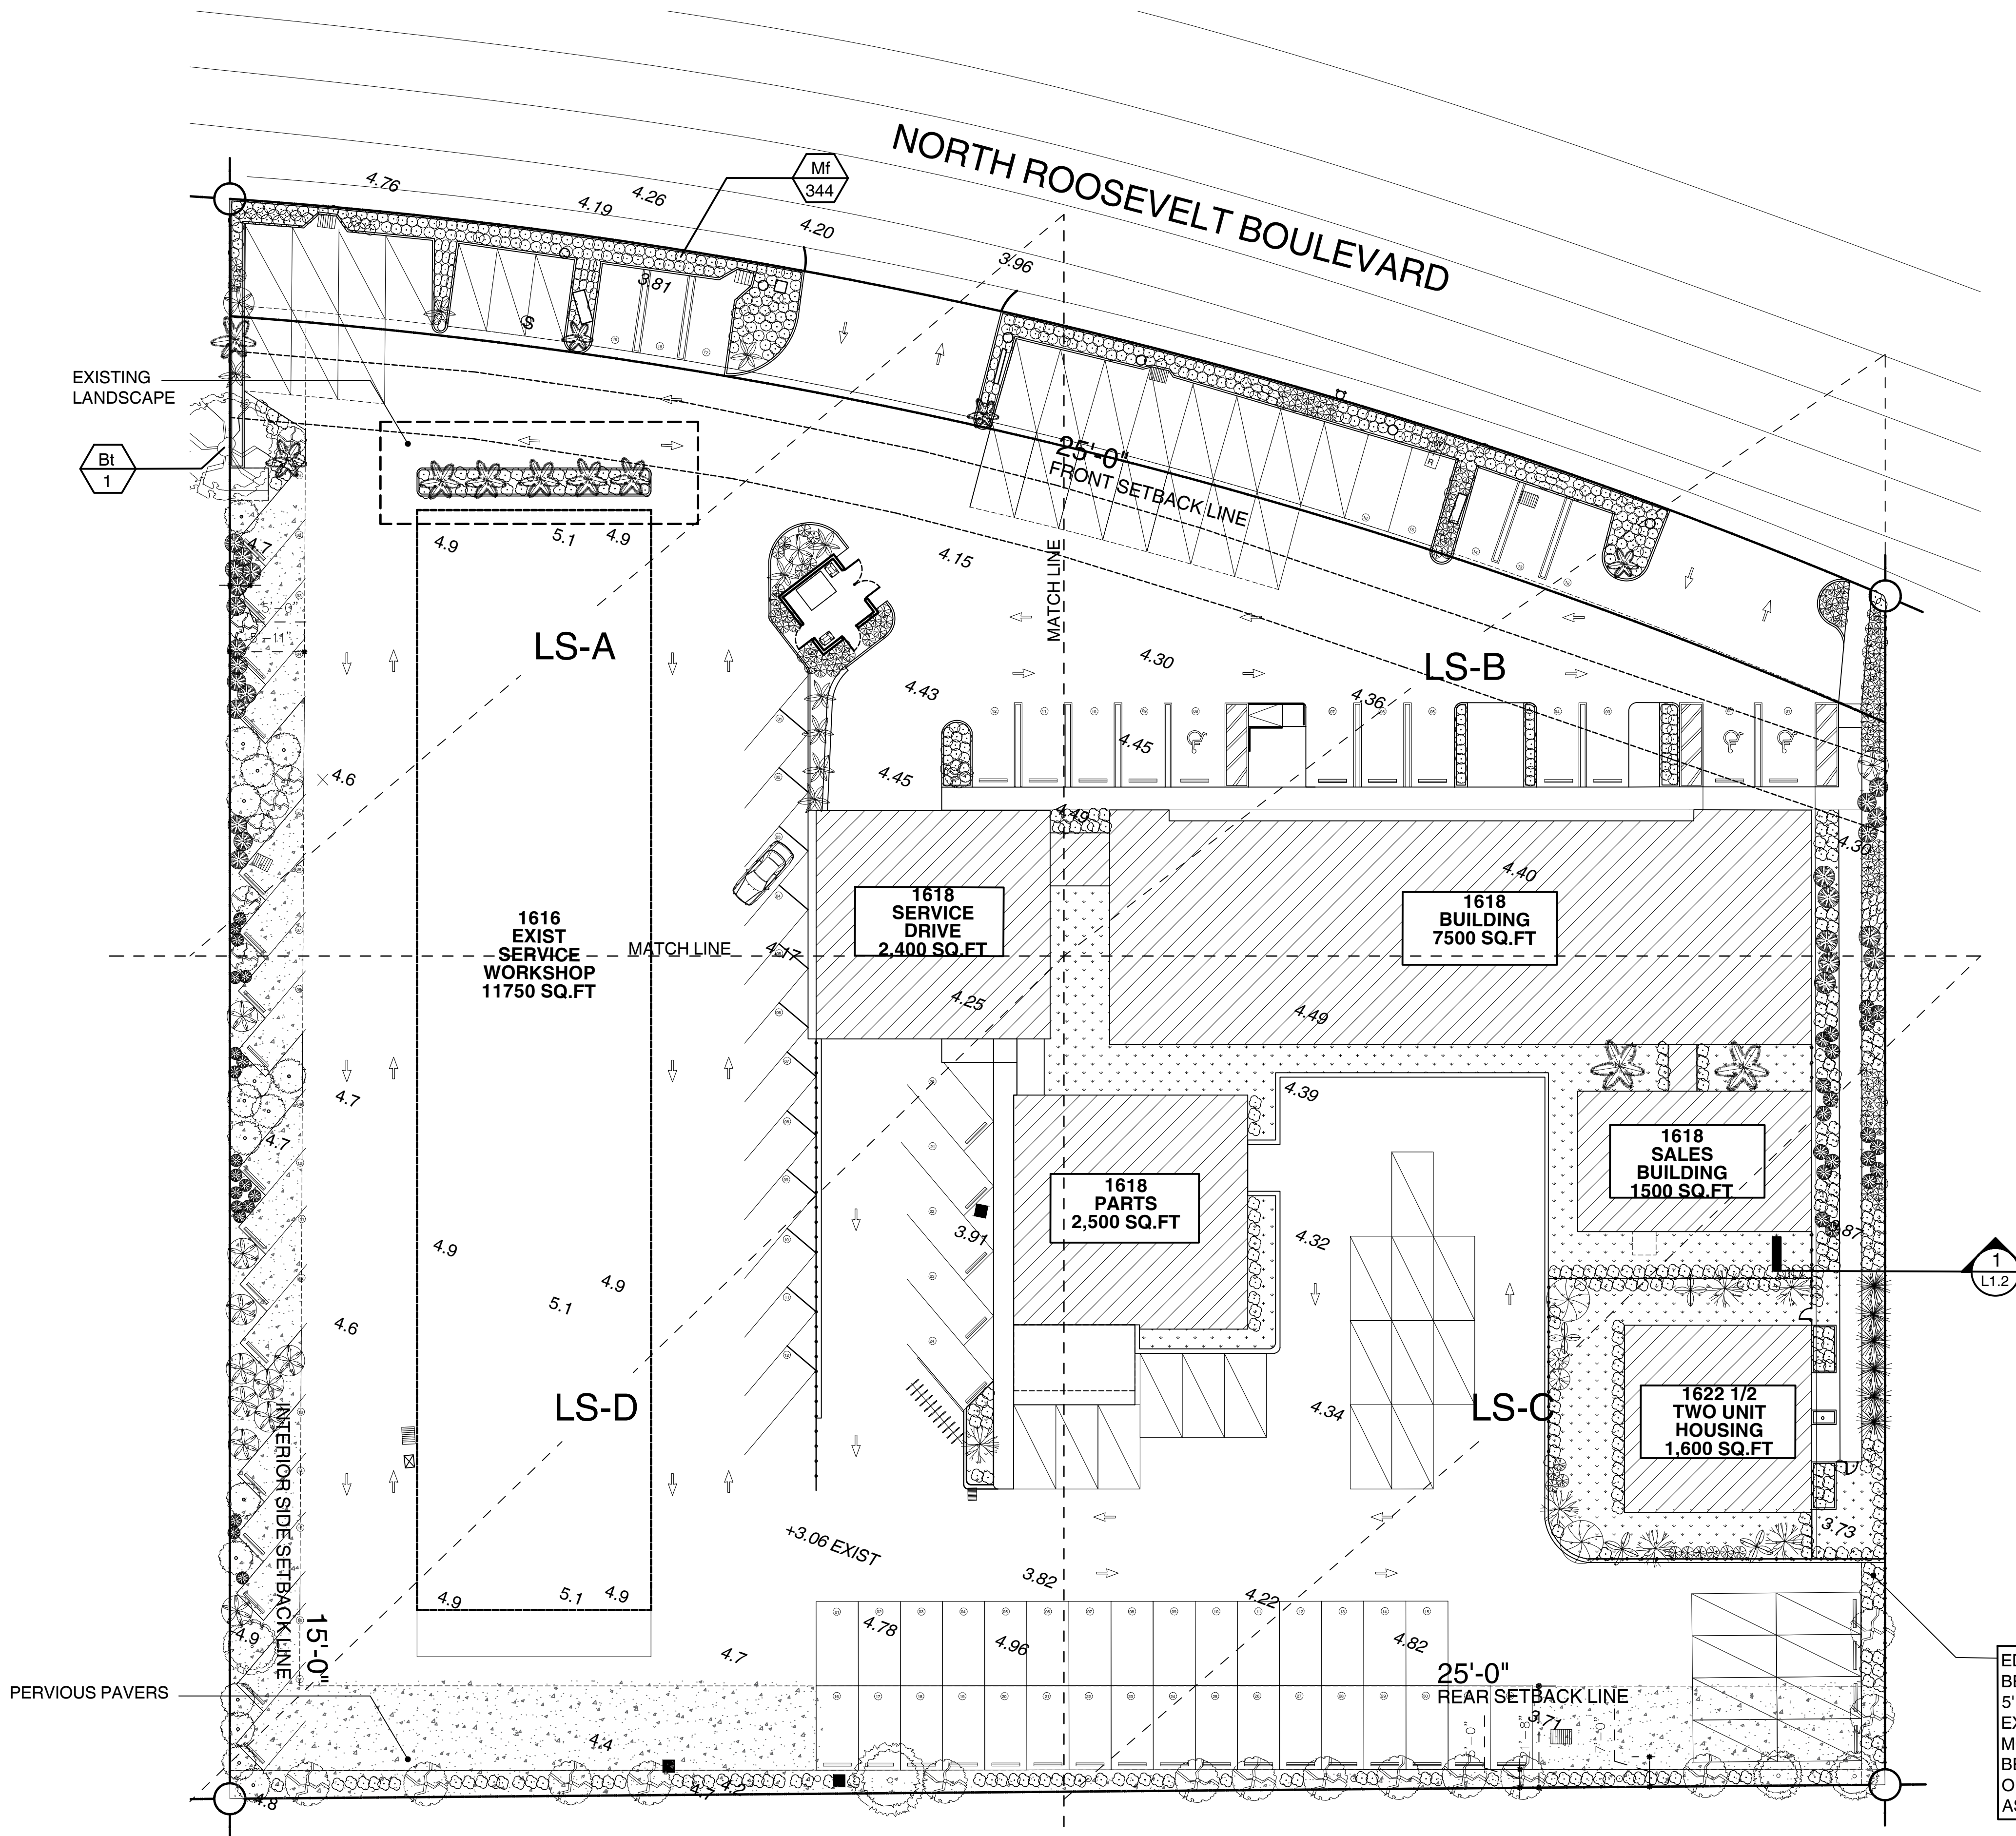 NORTH ROOSEVELT BOULEVARD
Mf
344
4.76
4.26
4.19
4.20
3.96
3.81
S
EXISTING
LANDSCAPE
Bt
1
25'-0"
FRONT SETBACK LINE
R
4.7
4.9
5.1
4.9
4.15
MATCH LINE
LS-A
LS-B
4.30
4.43
4.36
4.45
4.45
4.6
4.49
4.30
4.40
1618
SERVICE
DRIVE
2,400 SQ.FT
1618
BUILDING
7500 SQ.FT
1616
EXIST
SERVICE
WORKSHOP
11750 SQ.FT
MATCH LINE
4.17
4.25
4.49
4.7
4.7
4.39
1618
PARTS
2,500 SQ.FT
1618
SALES
BUILDING
1500 SQ.FT
3.91
4.32
4.9
4.9
5.1
4.6
1
L1.2
LS-D
LS-C
4.34
1622 1/2
TWO UNIT
HOUSING
1,600 SQ.FT
INTERIOR SIDE SETBACK LINE
15'-0"
+3.06 EXIST
3.73
3.82
4.22
4.9
5.1
4.9
4.78
4.96
4.82
4.9
4.7
25'-0"
REAR SETBACK LINE
3.71
PERVIOUS PAVERS
4.4
4.7
4.2
4.8
5'